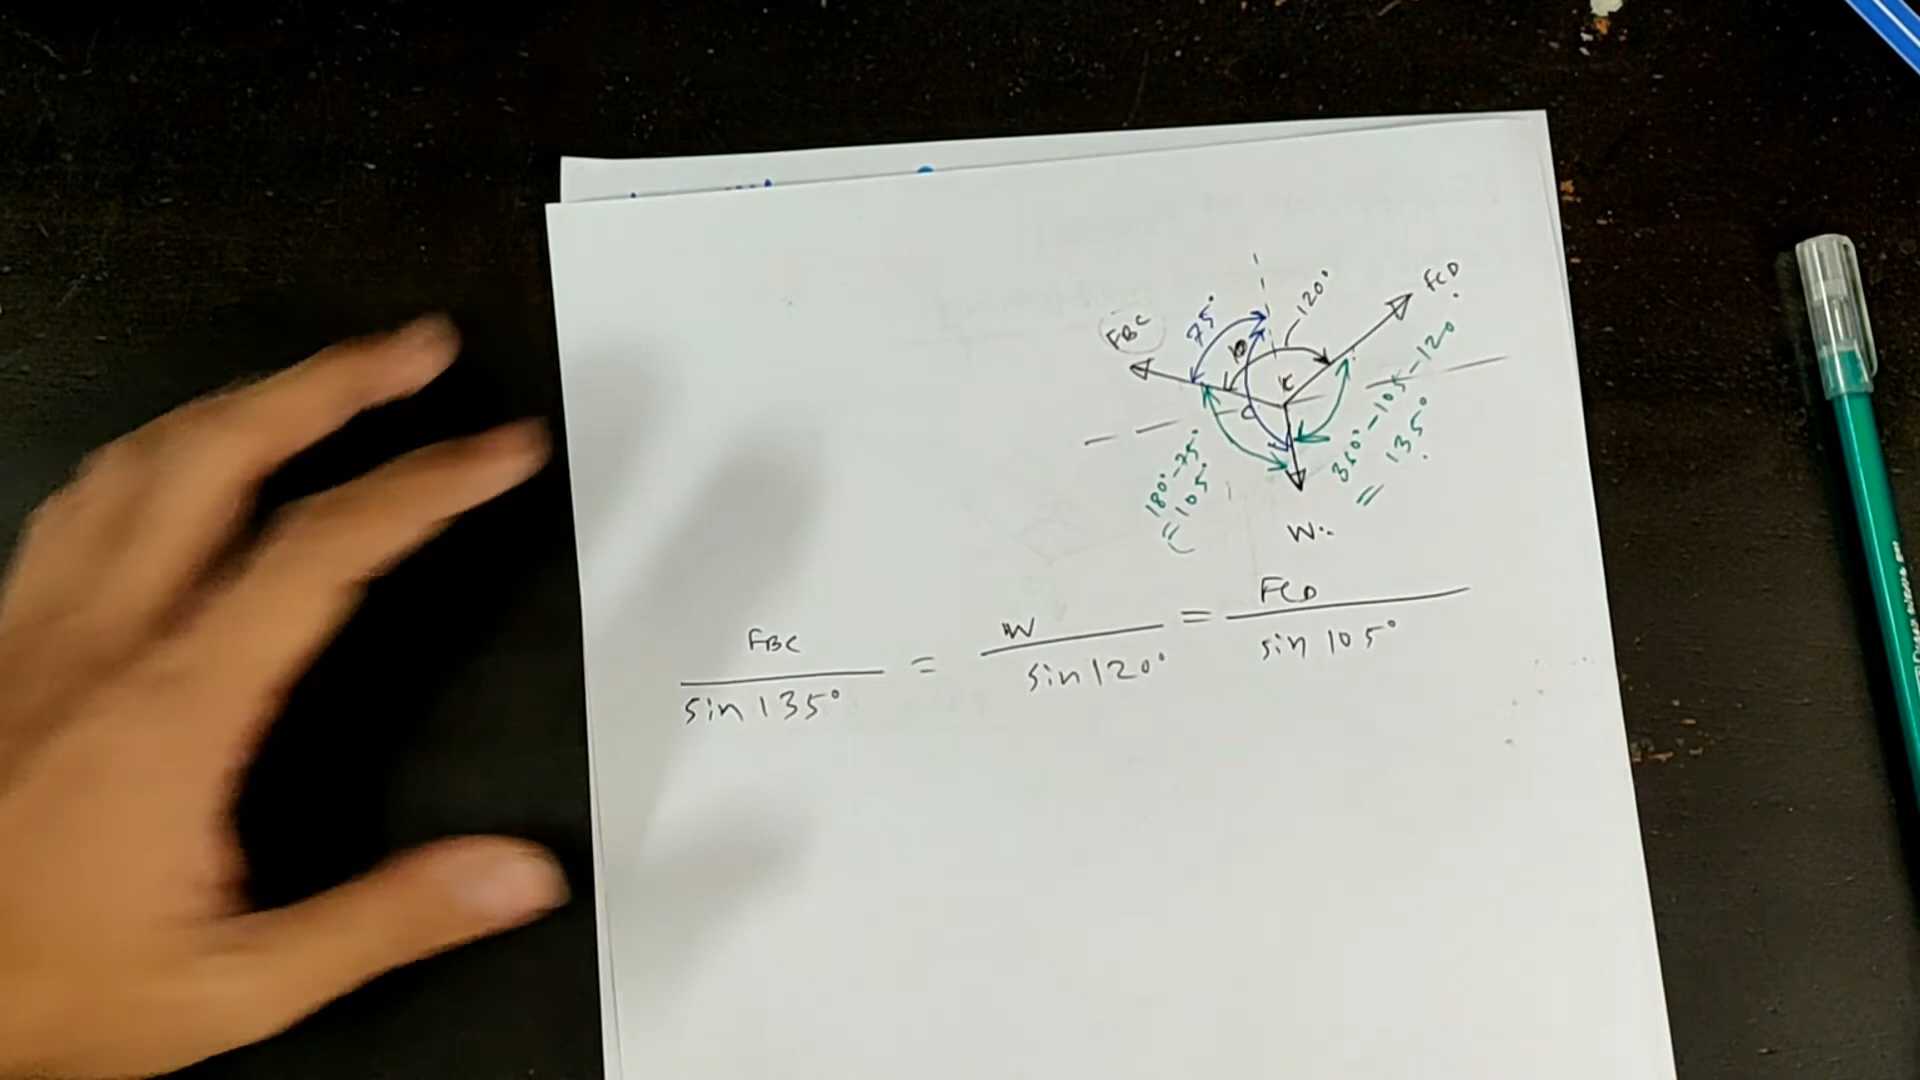 FCD
120°
75°
FBC
360°-105-120
= 135°
180°-75°
= 105°
W
FBC / sin 135° = W / sin 120° = FCD / sin 105°